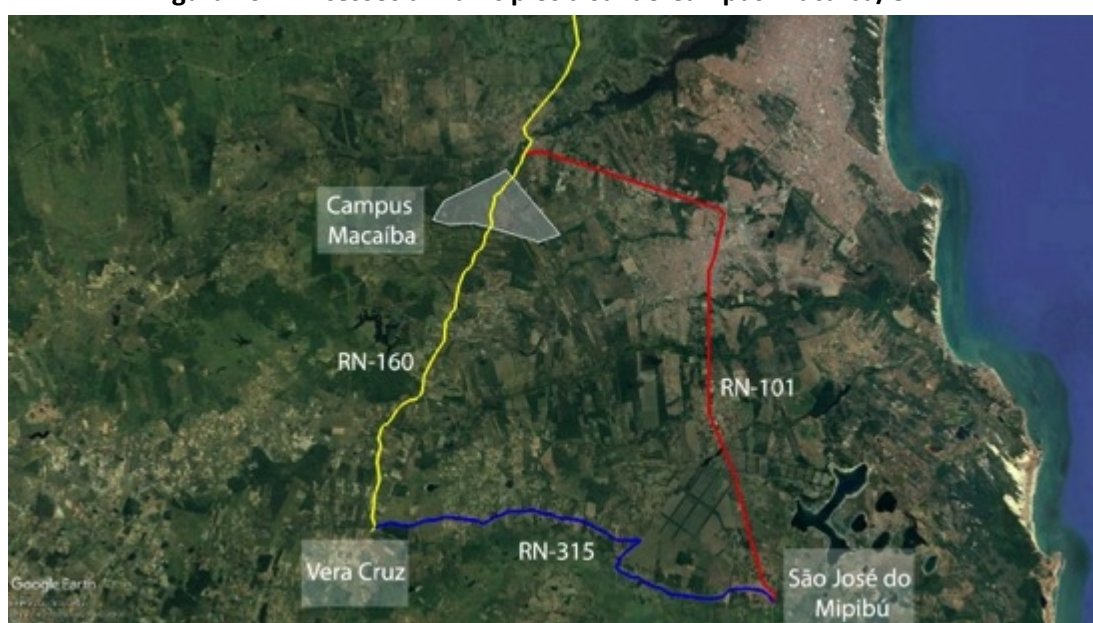 Campus
Macaíba
RN-160
RN-101
RN-315
Vera Cruz
São José do
Mipibú
Google Earth